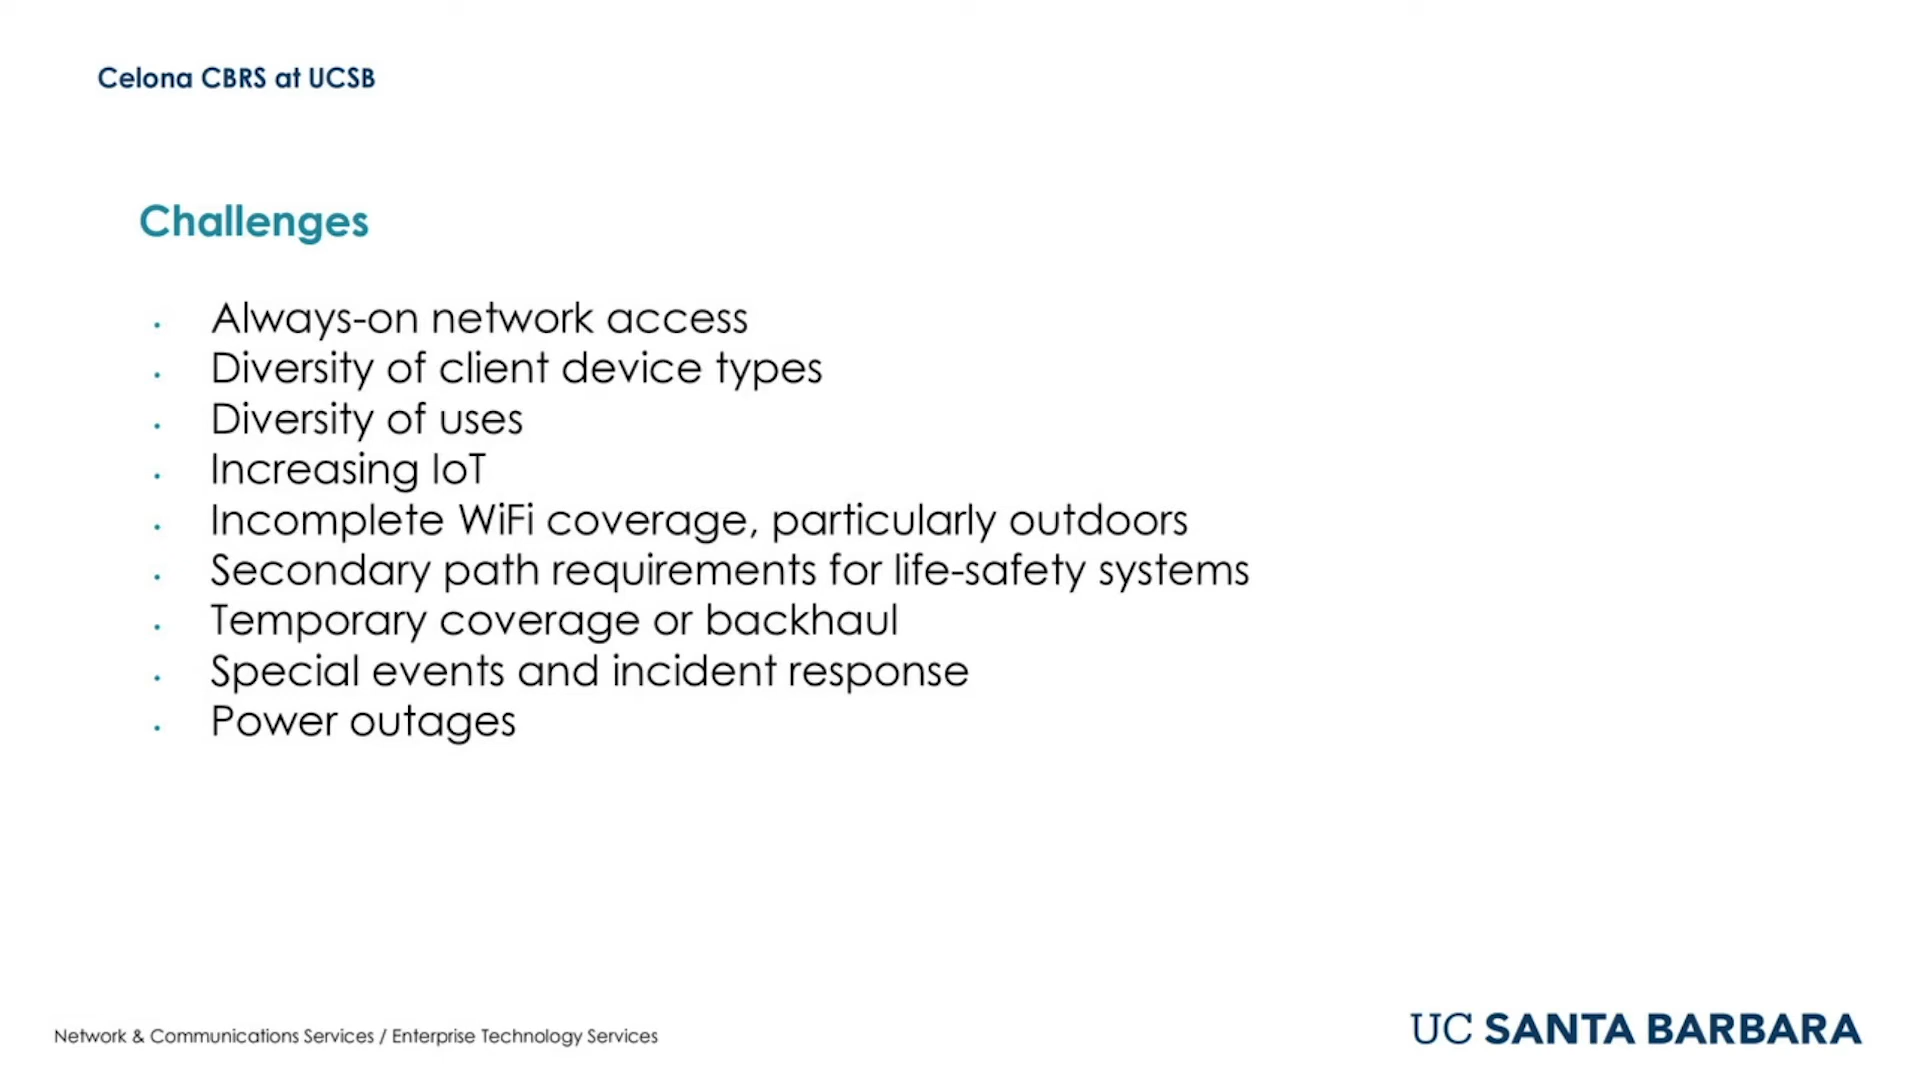 Celona CBRS at UCSB
Challenges
• Always-on network access
• Diversity of client device types
• Diversity of uses
• Increasing IoT
• Incomplete WiFi coverage, particularly outdoors
• Secondary path requirements for life-safety systems
• Temporary coverage or backhaul
• Special events and incident response
• Power outages
Network & Communications Services / Enterprise Technology Services
UC SANTA BARBARA